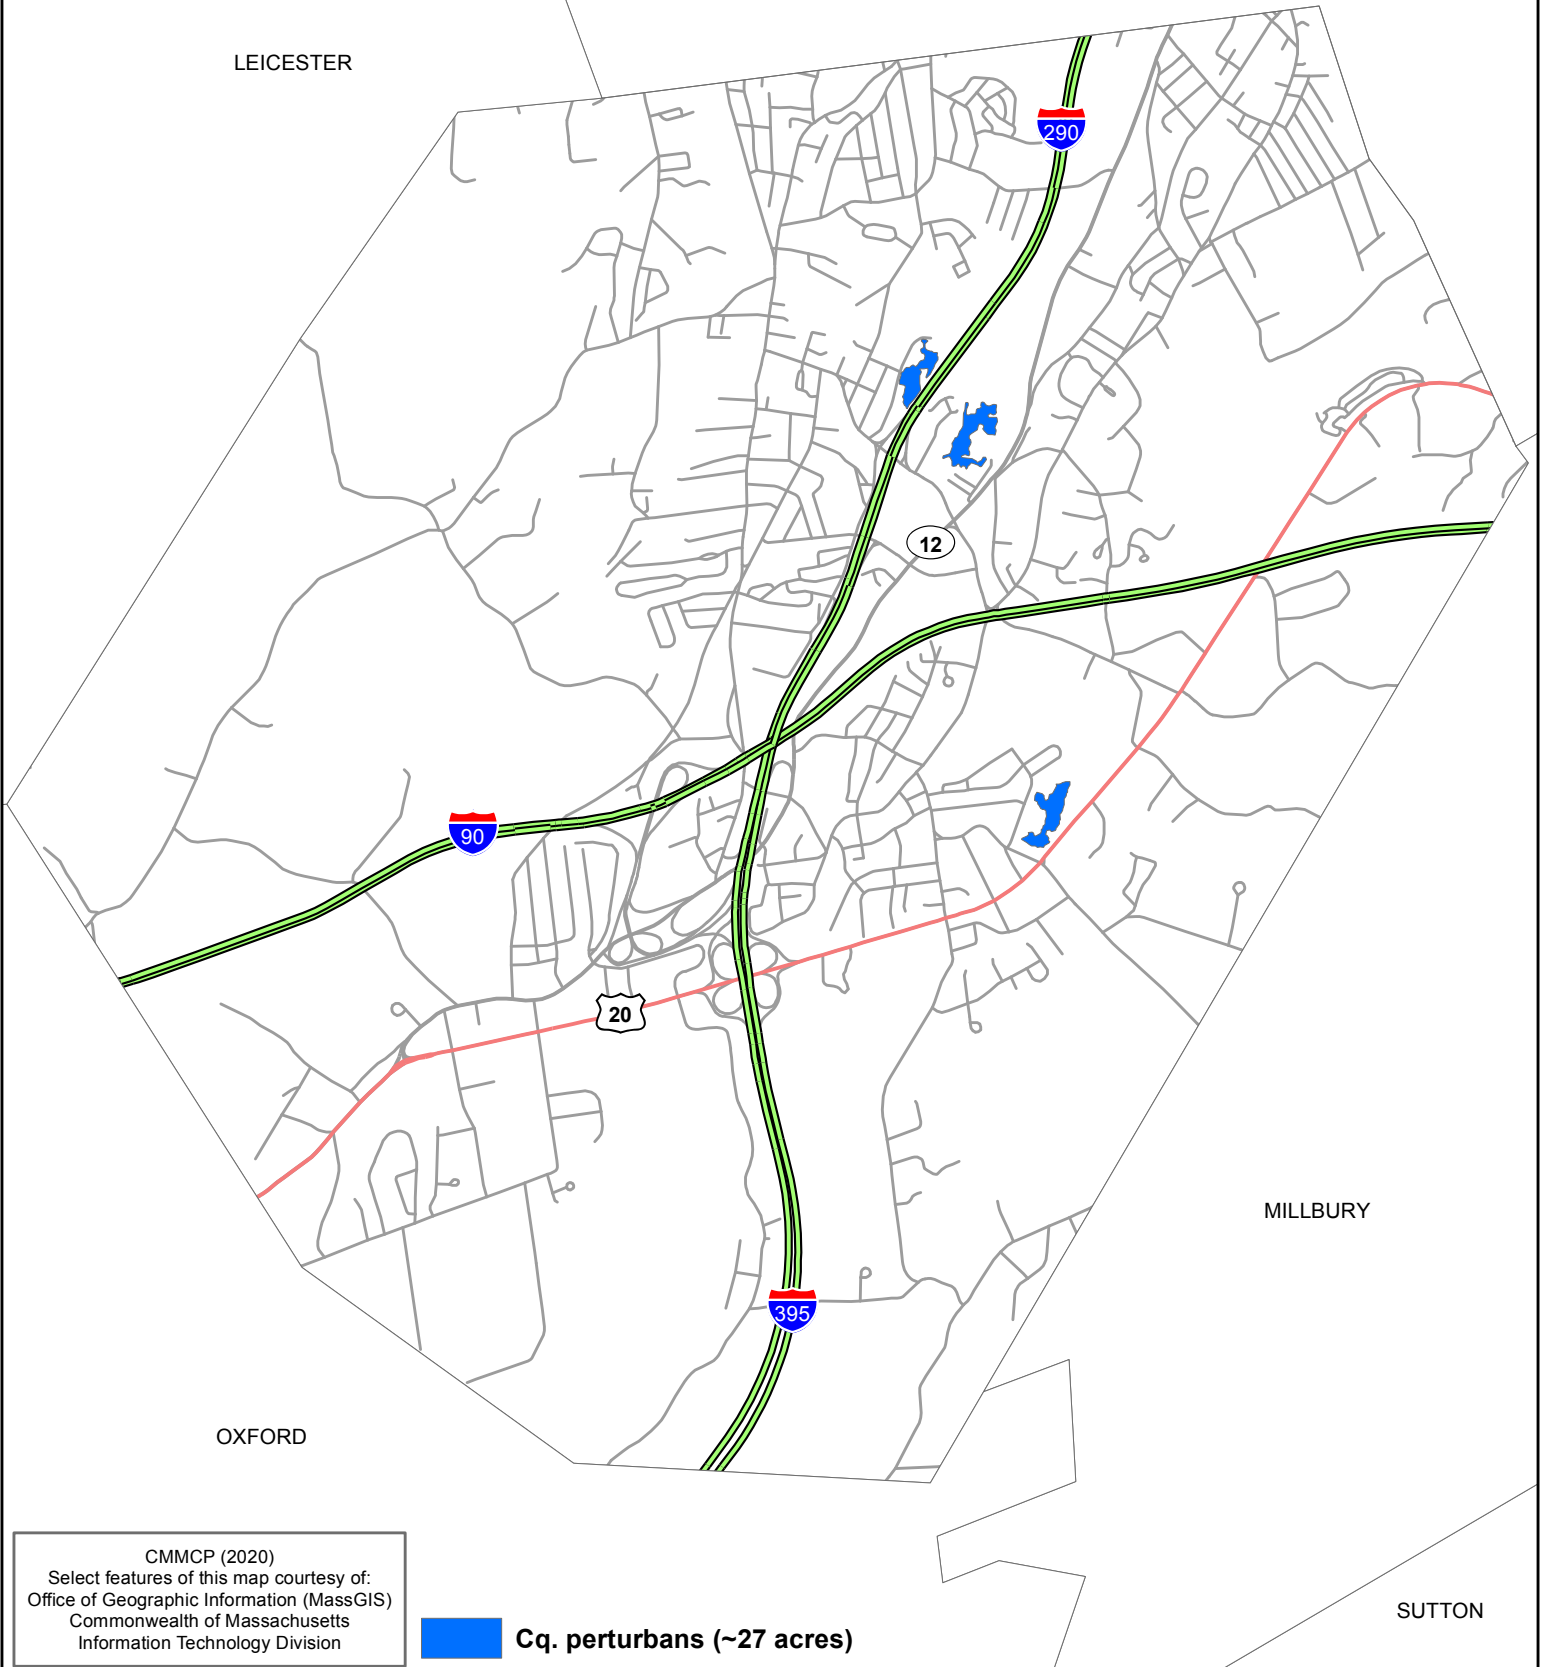 LEICESTER
290
12
90
20
MILLBURY
395
OXFORD
CMMCP (2020)
Select features of this map courtesy of:
Office of Geographic Information (MassGIS)
Commonwealth of Massachusetts
Information Technology Division
Cq. perturbans (~27 acres)
SUTTON